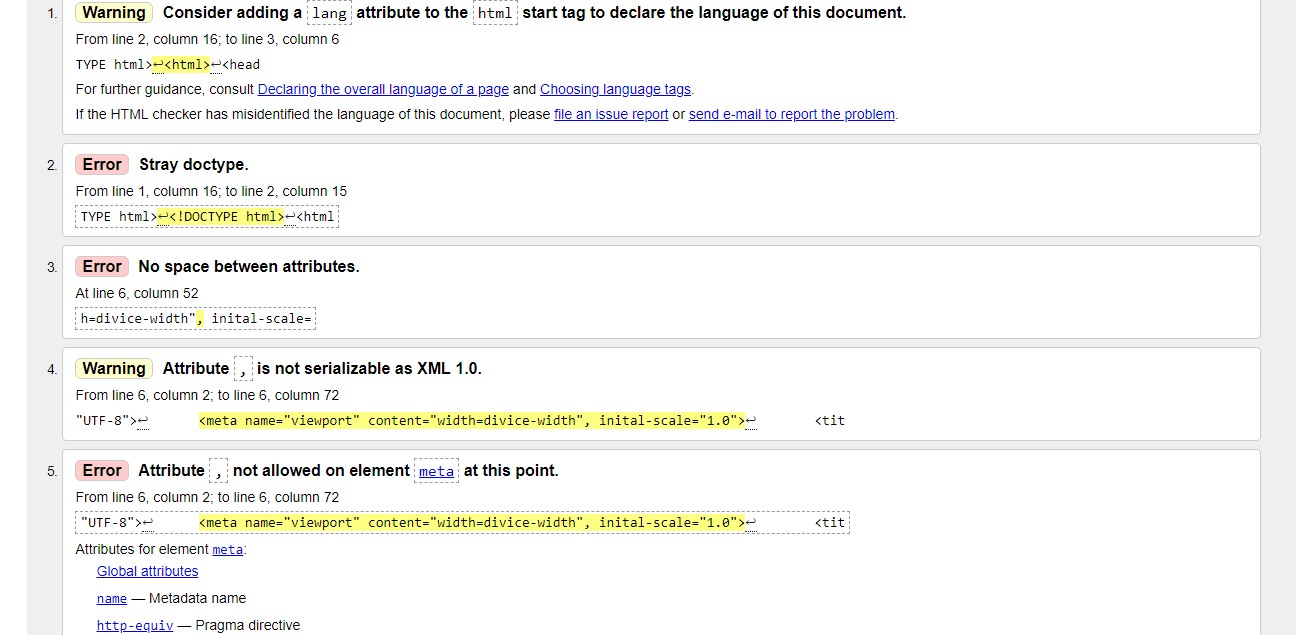 1. Warning Consider adding a lang attribute to the html start tag to declare the language of this document.
From line 2, column 16; to line 3, column 6
TYPE html>↩<html>↩<head
For further guidance, consult Declaring the overall language of a page and Choosing language tags.
If the HTML checker has misidentified the language of this document, please file an issue report or send e-mail to report the problem.
2. Error Stray doctype.
From line 1, column 16; to line 2, column 15
TYPE html>↩<!DOCTYPE html>↩<html
3. Error No space between attributes.
At line 6, column 52
h=divice-width", inital-scale=
4. Warning Attribute , is not serializable as XML 1.0.
From line 6, column 2; to line 6, column 72
"UTF-8">↩ <meta name="viewport" content="width=divice-width", inital-scale="1.0">↩ <tit
5. Error Attribute , not allowed on element meta at this point.
From line 6, column 2; to line 6, column 72
"UTF-8">↩ <meta name="viewport" content="width=divice-width", inital-scale="1.0">↩ <tit
Attributes for element meta:
Global attributes
name — Metadata name
http-equiv — Pragma directive